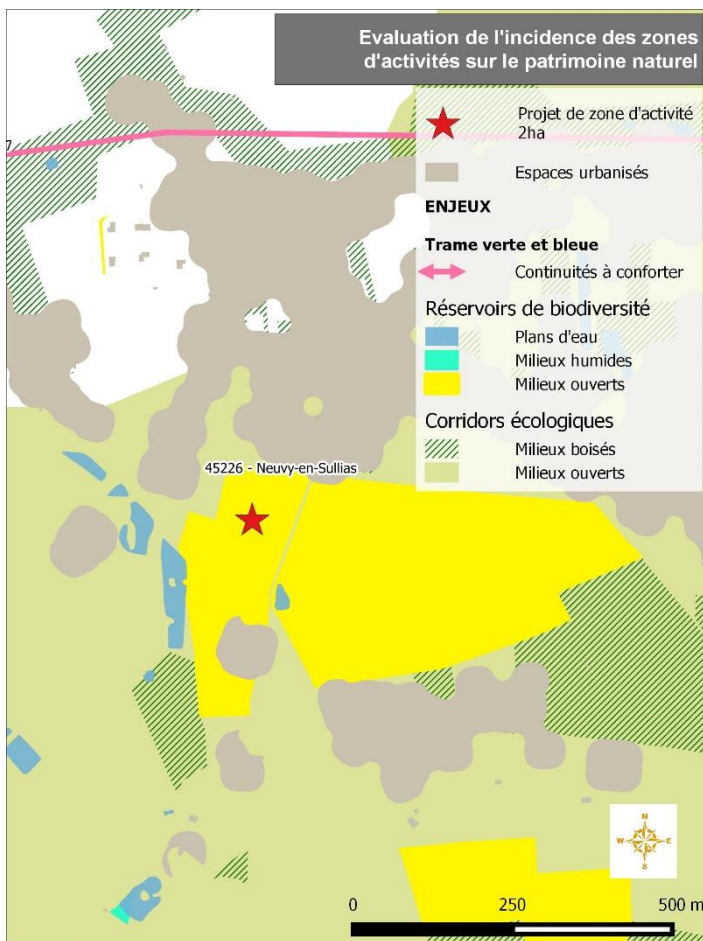 Evaluation de l'incidence des zones
d'activités sur le patrimoine naturel
7
Projet de zone d'activité
2ha
Espaces urbanisés
ENJEUX
Trame verte et bleue
Continuités à conforter
Réservoirs de biodiversité
Plans d'eau
Milieux humides
Milieux ouverts
Corridors écologiques
Milieux boisés
Milieux ouverts
45226 - Neuvy-en-Sullias
N
W E
S
0 250 500 m